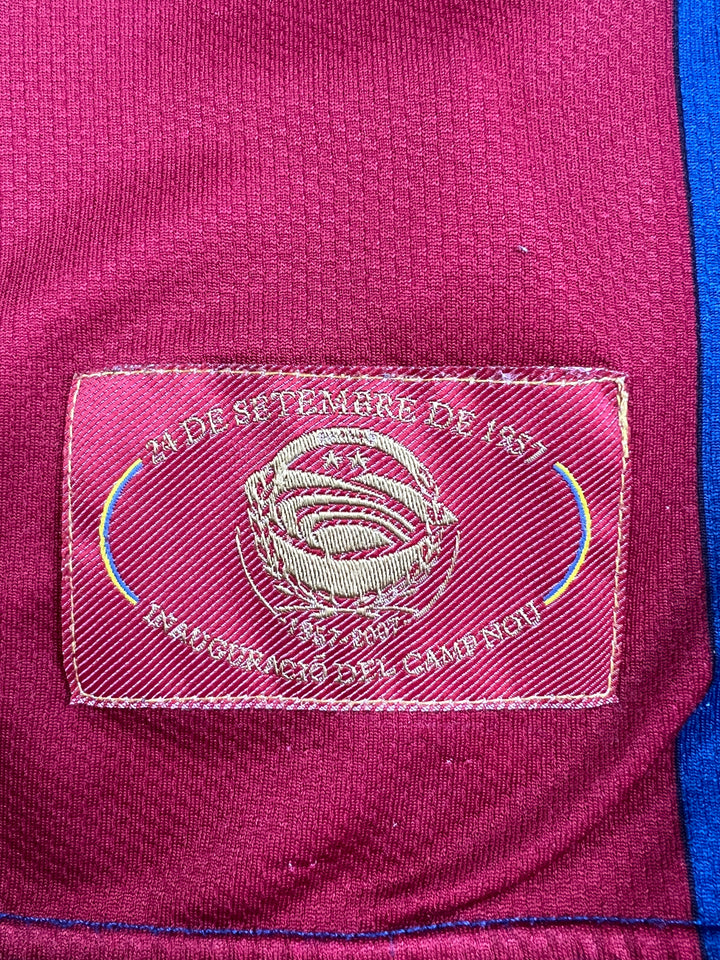 24 DE SETEMBRE DE 1957
1957-2007
INAUGURACIÓ DEL CAMP NOU